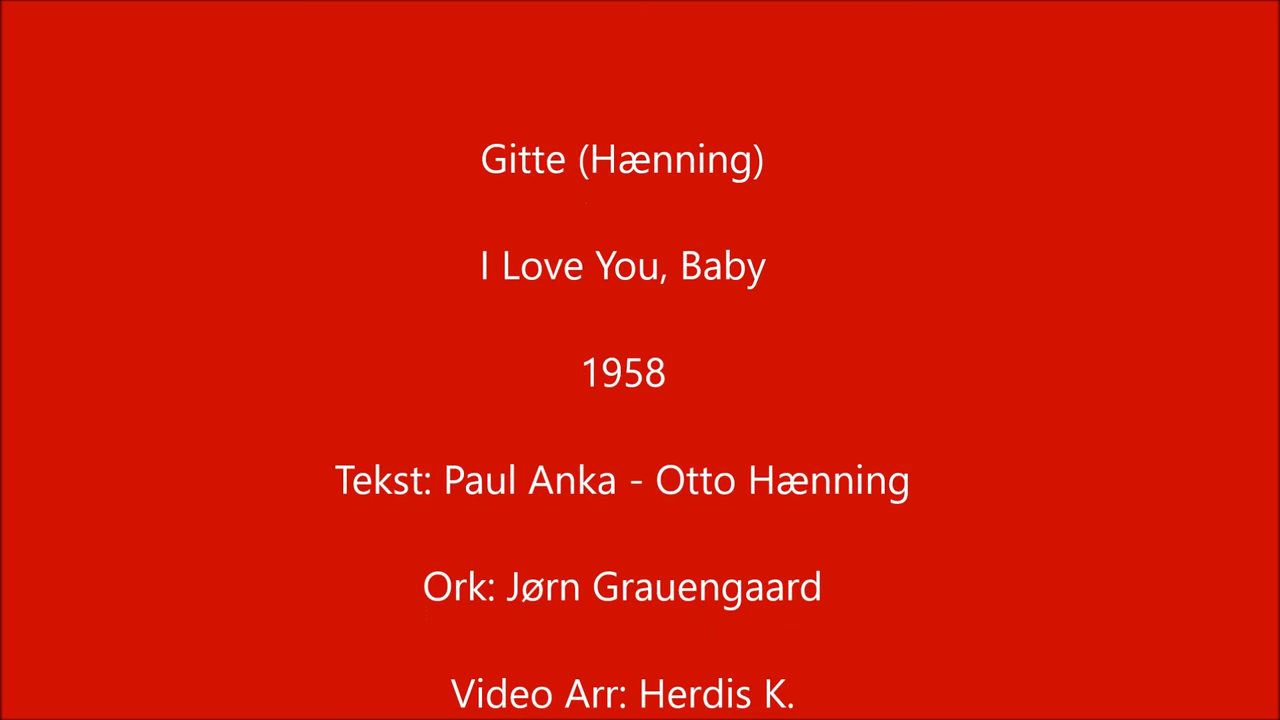 Gitte (Hænning)
I Love You, Baby
1958
Tekst: Paul Anka - Otto Hænning
Ork: Jørn Grauengaard
Video Arr: Herdis K.